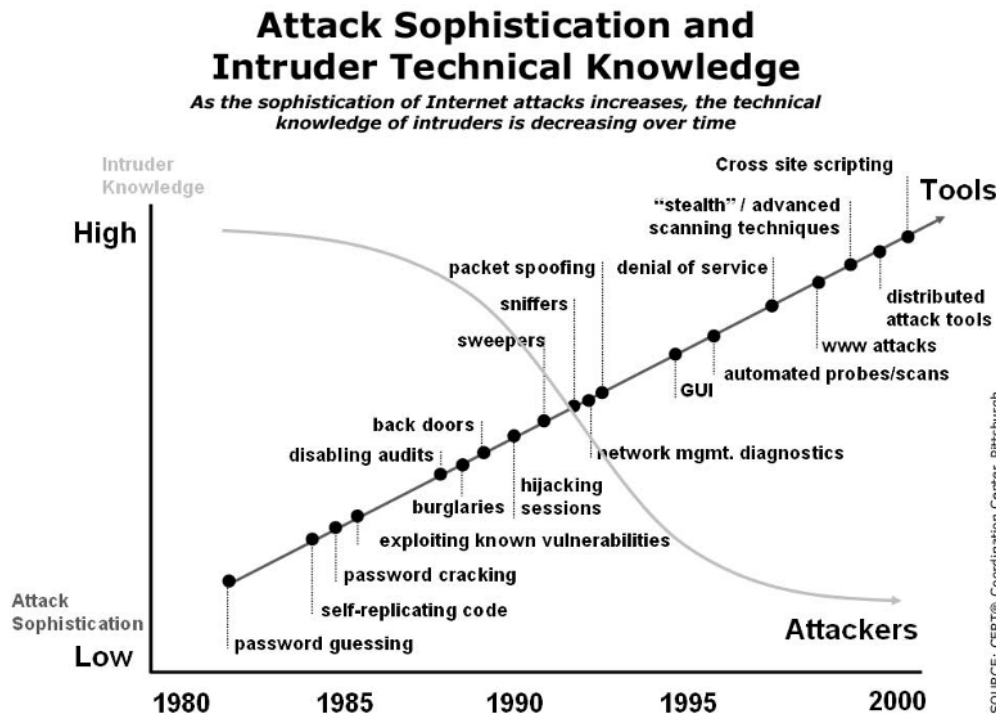 Attack Sophistication and
Intruder Technical Knowledge
As the sophistication of Internet attacks increases, the technical
knowledge of intruders is decreasing over time
Intruder
Knowledge
High
Cross site scripting
Tools
“stealth” / advanced
scanning techniques
packet spoofing
denial of service
sniffers
distributed
attack tools
sweepers
www attacks
automated probes/scans
GUI
back doors
disabling audits
network mgmt. diagnostics
hijacking
sessions
burglaries
exploiting known vulnerabilities
password cracking
self-replicating code
password guessing
Attack
Sophistication
Low
Attackers
1980
1985
1990
1995
2000
SOURCE: CERT® Coordination Center, Pittsburgh